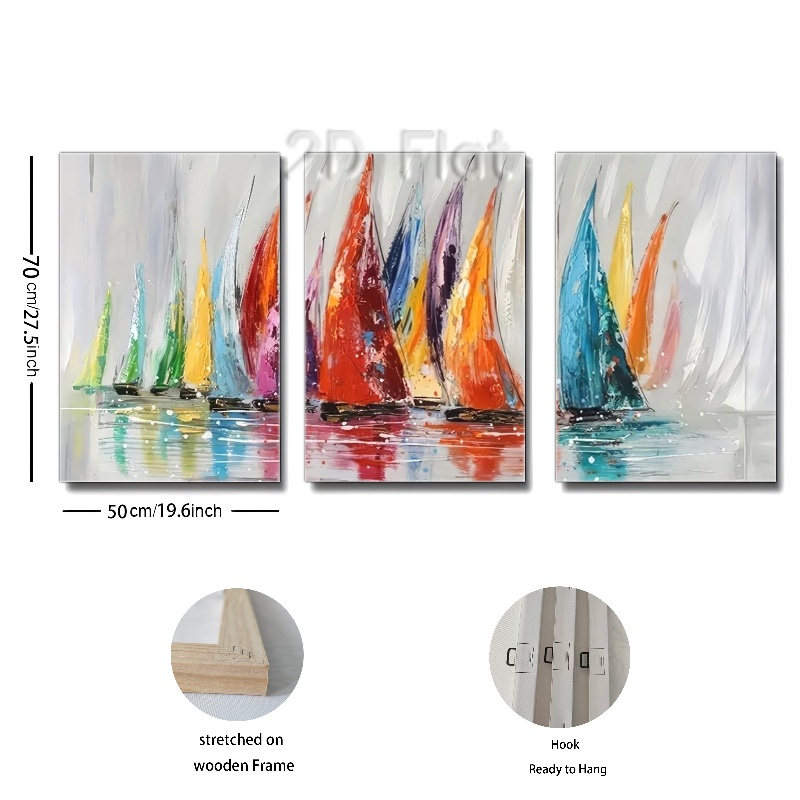 2D Flat
70 cm/27.5inch
50 cm/19.6inch
stretched on
wooden Frame
Hook
Ready to Hang